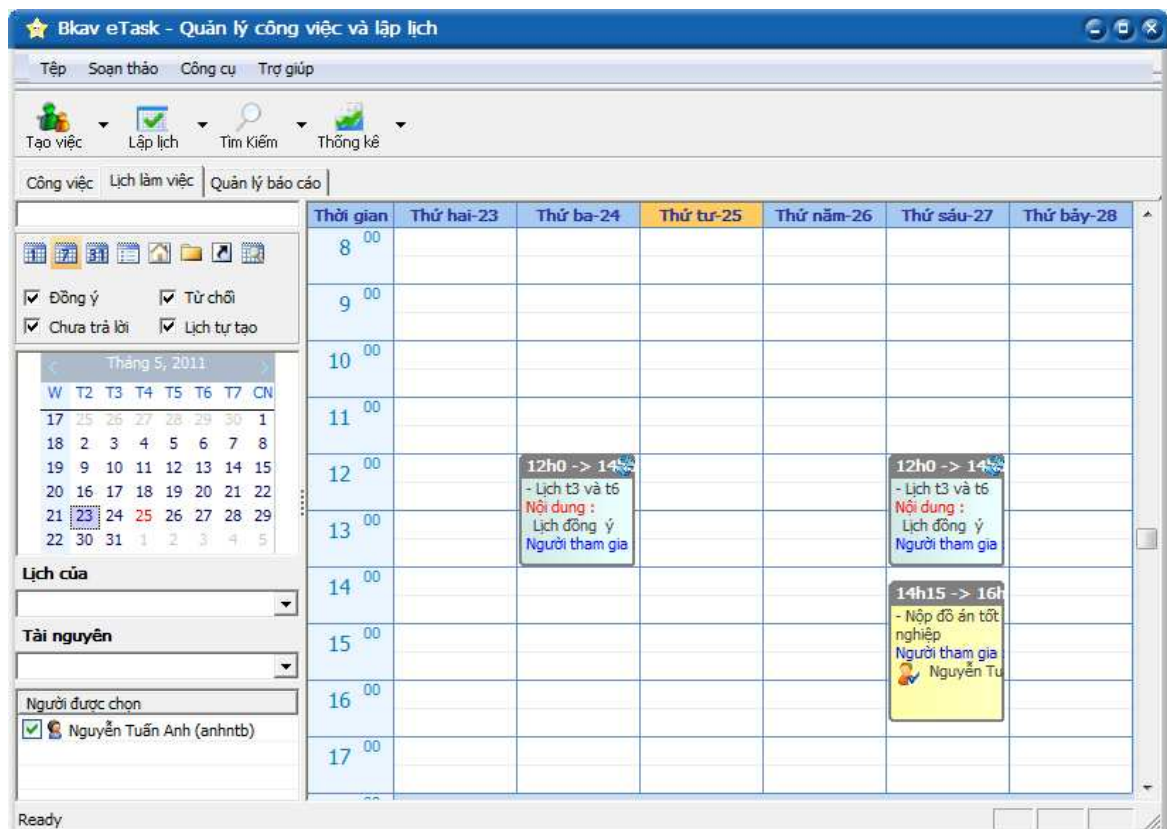 Bkav eTask - Quản lý công việc và lập lịch
Tệp Soạn thảo Công cụ Trợ giúp
Tạo việc Lập lịch Tìm Kiếm Thống kê
Công việc Lịch làm việc Quản lý báo cáo
1 7 31
Đồng ý Từ chối
Chưa trả lời Lịch tự tạo
Tháng 5, 2011
W T2 T3 T4 T5 T6 T7 CN
17 25 26 27 28 29 30 1
18 2 3 4 5 6 7 8
19 9 10 11 12 13 14 15
20 16 17 18 19 20 21 22
21 23 24 25 26 27 28 29
22 30 31 1 2 3 4 5
Lịch của
Tài nguyên
Người được chọn
Nguyễn Tuấn Anh (anhntb)
Thời gian Thứ hai-23 Thứ ba-24 Thứ tư-25 Thứ năm-26 Thứ sáu-27 Thứ bảy-28
8 00
9 00
10 00
11 00
12 00
13 00
14 00
15 00
16 00
17 00
12h0 -> 14
- Lịch t3 và t6
Nội dung :
Lịch đồng ý
Người tham gia
12h0 -> 14
- Lịch t3 và t6
Nội dung :
Lịch đồng ý
Người tham gia
14h15 -> 16h
- Nộp đồ án tốt
nghiệp
Người tham gia :
Nguyễn Tu
Ready